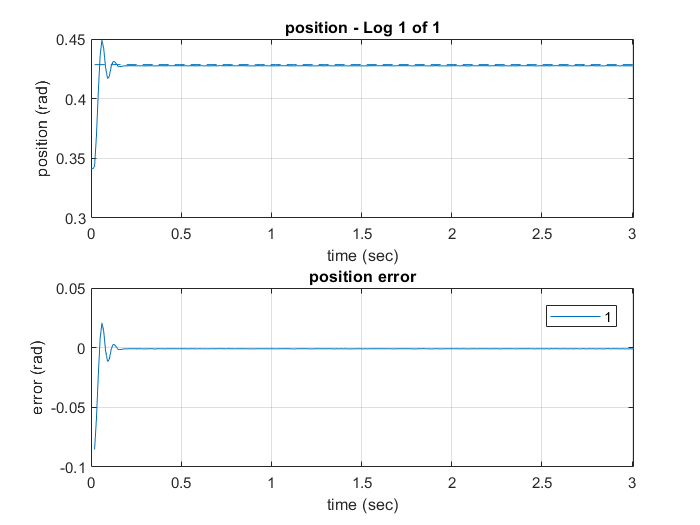 position - Log 1 of 1
0.45
0.4
0.35
0.3
position (rad)
0 0.5 1 1.5 2 2.5 3
time (sec)
position error
0.05
0
-0.05
-0.1
error (rad)
1
0 0.5 1 1.5 2 2.5 3
time (sec)